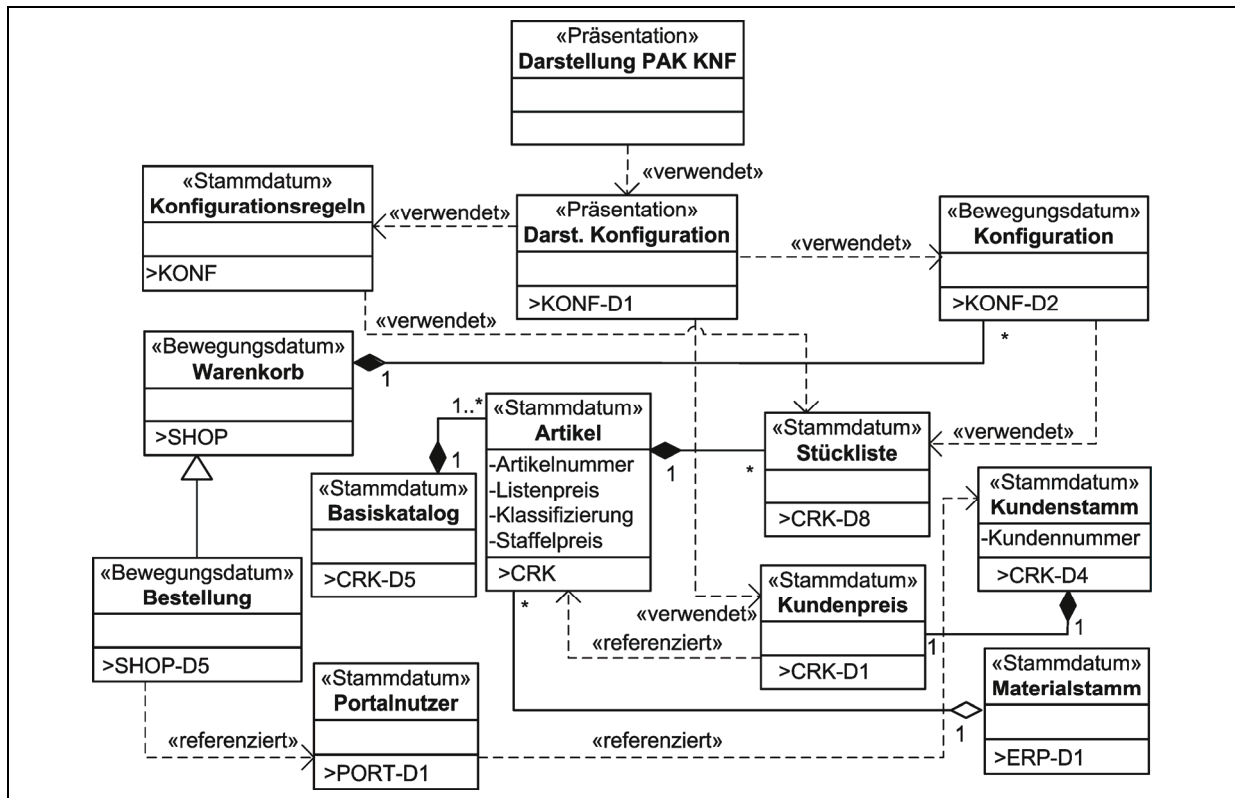 «Präsentation»
Darstellung PAK KNF
«verwendet»
«Stammdatum»
Konfigurationsregeln
>KONF
«verwendet»
«Präsentation»
Darst. Konfiguration
>KONF-D1
«verwendet»
«Bewegungsdatum»
Konfiguration
>KONF-D2
«verwendet»
*
«Bewegungsdatum»
Warenkorb
>SHOP
1
1..*
1
«Stammdatum»
Artikel
-Artikelnummer
-Listenpreis
-Klassifizierung
-Staffelpreis
>CRK
*
1
*
«Stammdatum»
Stückliste
>CRK-D8
«verwendet»
«Stammdatum»
Basiskatalog
>CRK-D5
«Stammdatum»
Kundenstamm
-Kundennummer
>CRK-D4
1
«Bewegungsdatum»
Bestellung
>SHOP-D5
«verwendet»
«referenziert»
«Stammdatum»
Kundenpreis
>CRK-D1
1
«Stammdatum»
Portalnutzer
>PORT-D1
«referenziert»
«referenziert»
«Stammdatum»
Materialstamm
>ERP-D1
1